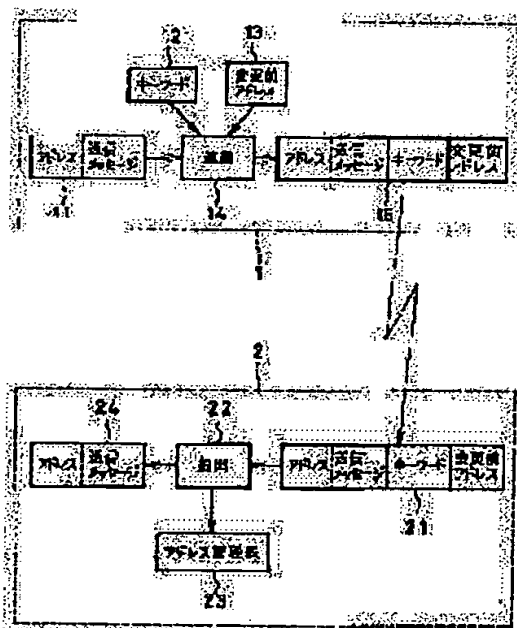 2
13
キーワード
変更前
アドレス
アドレス
送信
メッセージ
アドレス
送信
メッセージ
キーワード
変更前
アドレス
11
14
15
1
2
24
22
アドレス
送信
メッセージ
抽出
アドレス
送信
メッセージ
キーワード
変更前
アドレス
21
アドレス管理表
23